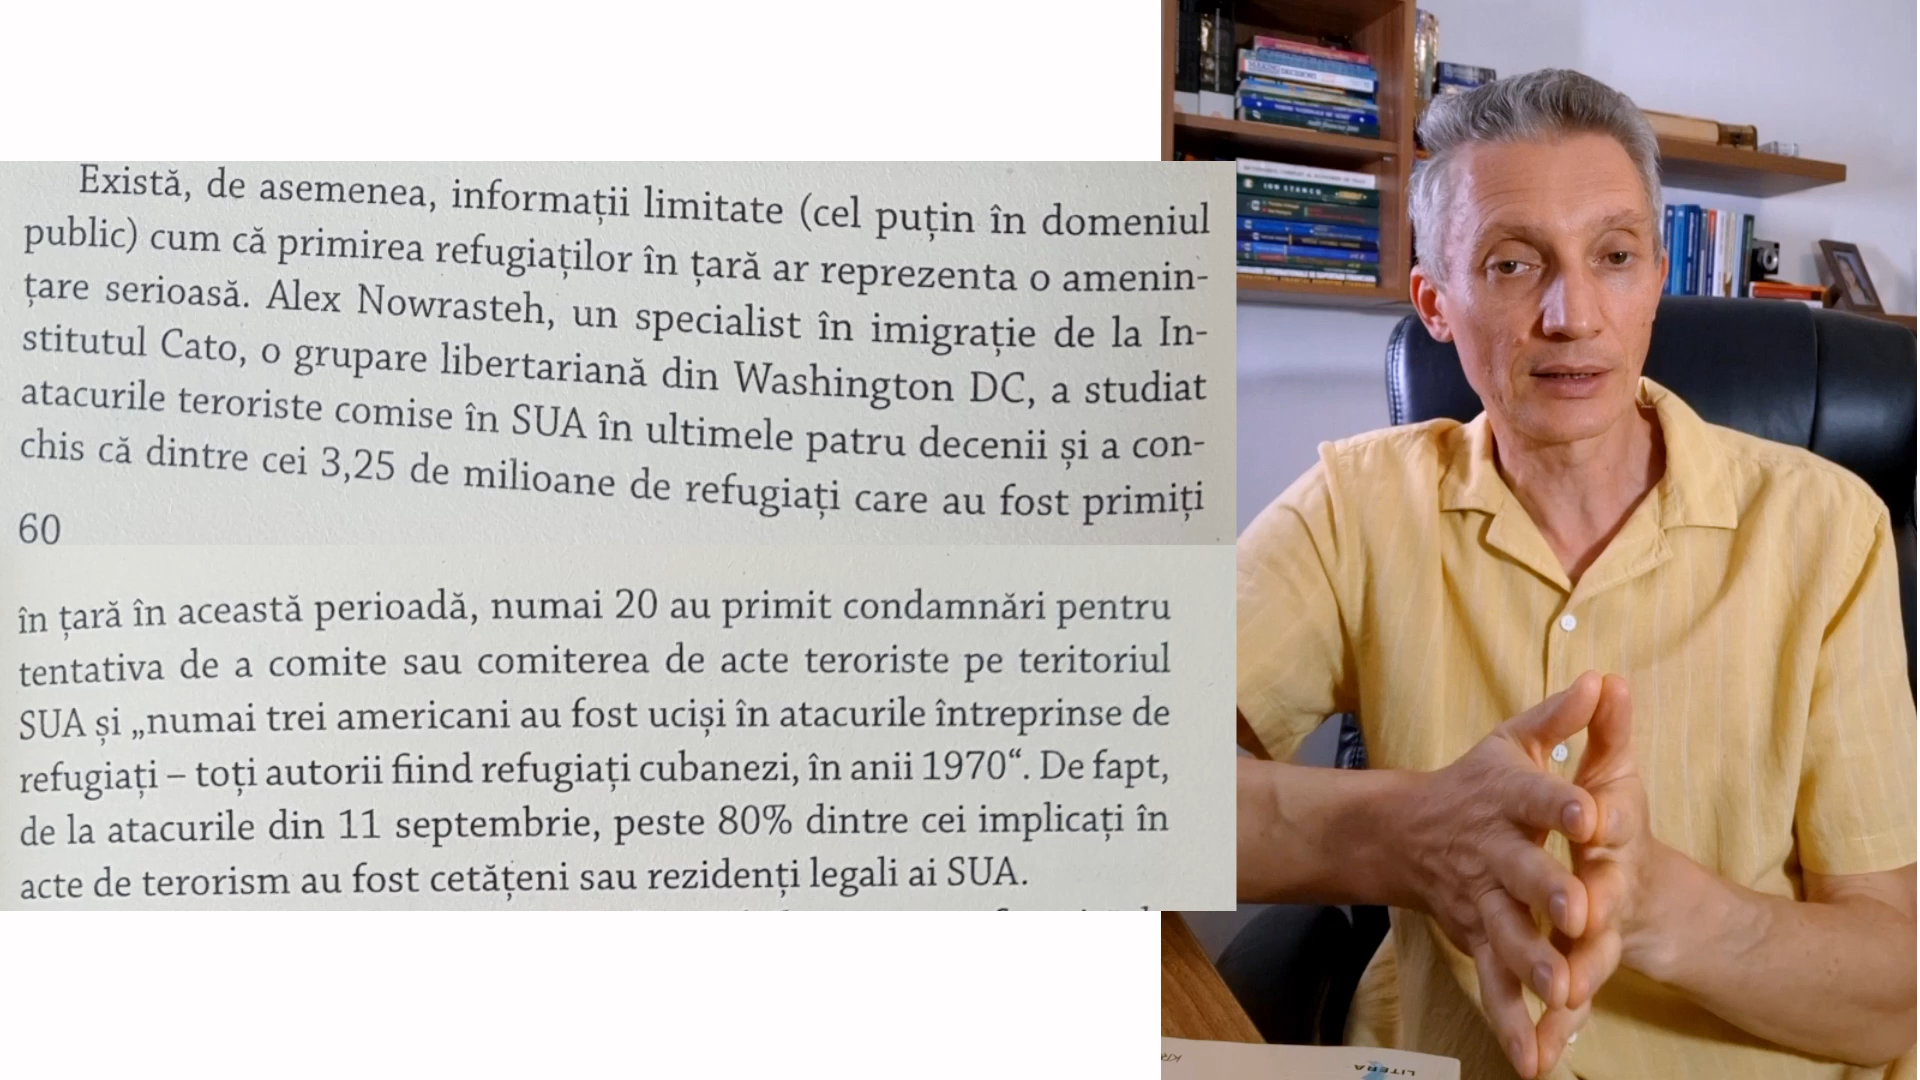 Există, de asemenea, informații limitate (cel puțin în domeniul
public) cum că primirea refugiaților în țară ar reprezenta o amenin-
țare serioasă. Alex Nowrasteh, un specialist în imigrație de la In-
stitutul Cato, o grupare libertariană din Washington DC, a studiat
atacurile teroriste comise în SUA în ultimele patru decenii și a con-
chis că dintre cei 3,25 de milioane de refugiați care au fost primiți
60
în țară în această perioadă, numai 20 au primit condamnări pentru
tentativa de a comite sau comiterea de acte teroriste pe teritoriul
SUA și „numai trei americani au fost uciși în atacurile întreprinse de
refugiați – toți autorii fiind refugiați cubanezi, în anii 1970“. De fapt,
de la atacurile din 11 septembrie, peste 80% dintre cei implicați în
acte de terorism au fost cetățeni sau rezidenți legali ai SUA.
ION STANCU
LITERA